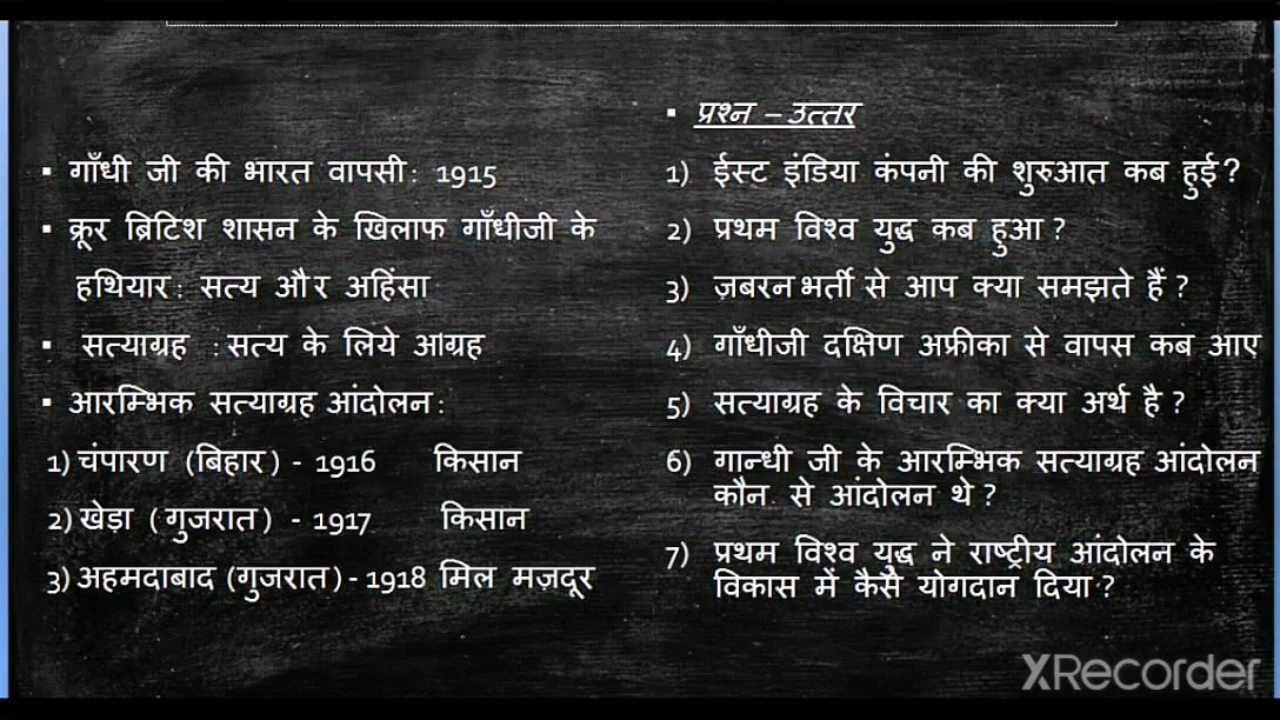 गाँधी जी की भारत वापसी: 1915
क्रूर ब्रिटिश शासन के खिलाफ गाँधीजी के
हथियार: सत्य और अहिंसा
सत्याग्रह : सत्य के लिये आग्रह
आरम्भिक सत्याग्रह आंदोलन:
1) चंपारण (बिहार) - 1916 किसान
2) खेड़ा (गुजरात) - 1917 किसान
3) अहमदाबाद (गुजरात) - 1918 मिल मज़दूर
प्रश्न – उत्तर
1) ईस्ट इंडिया कंपनी की शुरुआत कब हुई?
2) प्रथम विश्व युद्ध कब हुआ ?
3) ज़बरन भर्ती से आप क्या समझते हैं ?
4) गाँधीजी दक्षिण अफ्रीका से वापस कब आए
5) सत्याग्रह के विचार का क्या अर्थ है ?
6) गान्धी जी के आरम्भिक सत्याग्रह आंदोलन
कौन से आंदोलन थे ?
7) प्रथम विश्व युद्ध ने राष्ट्रीय आंदोलन के
विकास में कैसे योगदान दिया ?
XRecorder